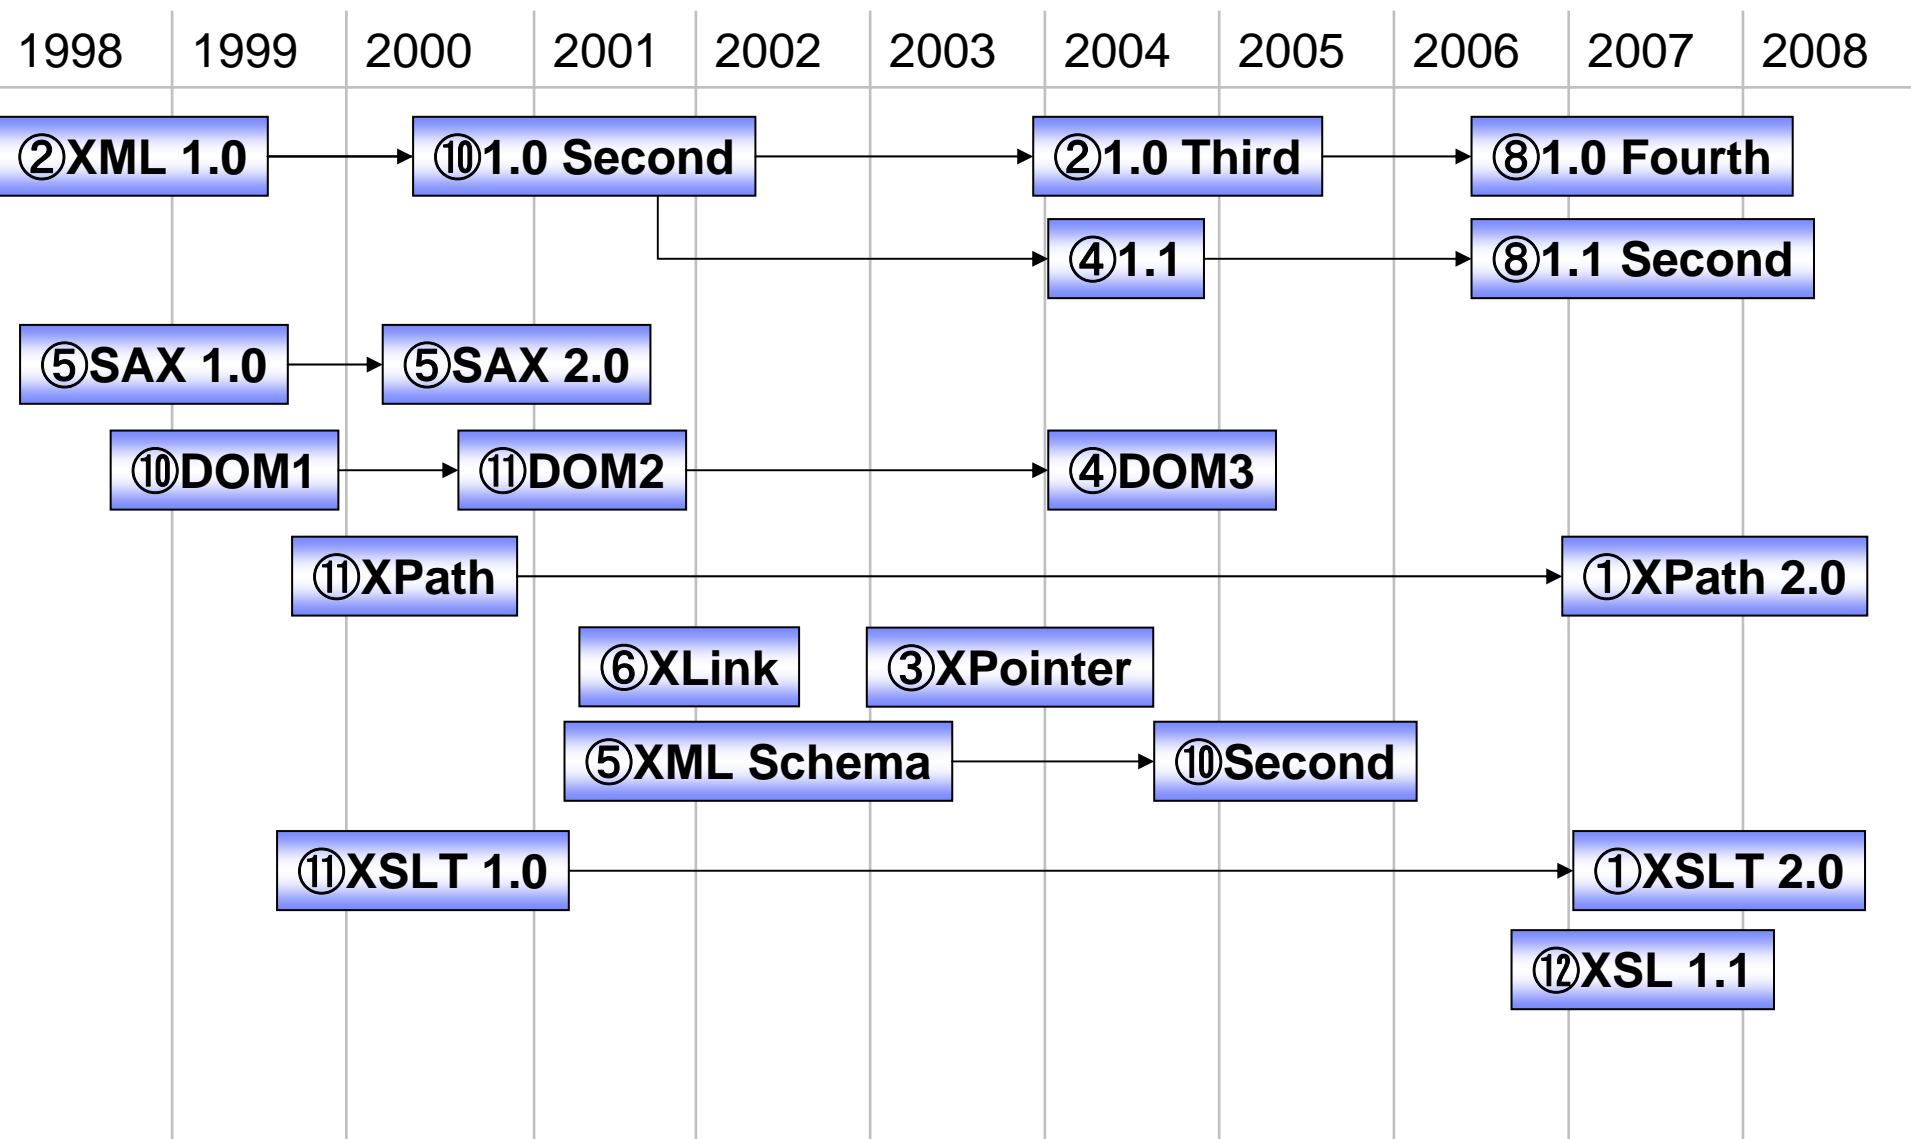 1998 1999 2000 2001 2002 2003 2004 2005 2006 2007 2008
②XML 1.0 ⑩1.0 Second ②1.0 Third ⑧1.0 Fourth
④1.1 ⑧1.1 Second
⑤SAX 1.0 ⑤SAX 2.0
⑩DOM1 ⑪DOM2 ④DOM3
⑪XPath ①XPath 2.0
⑥XLink ③XPointer
⑤XML Schema ⑩Second
⑪XSLT 1.0 ①XSLT 2.0
⑫XSL 1.1